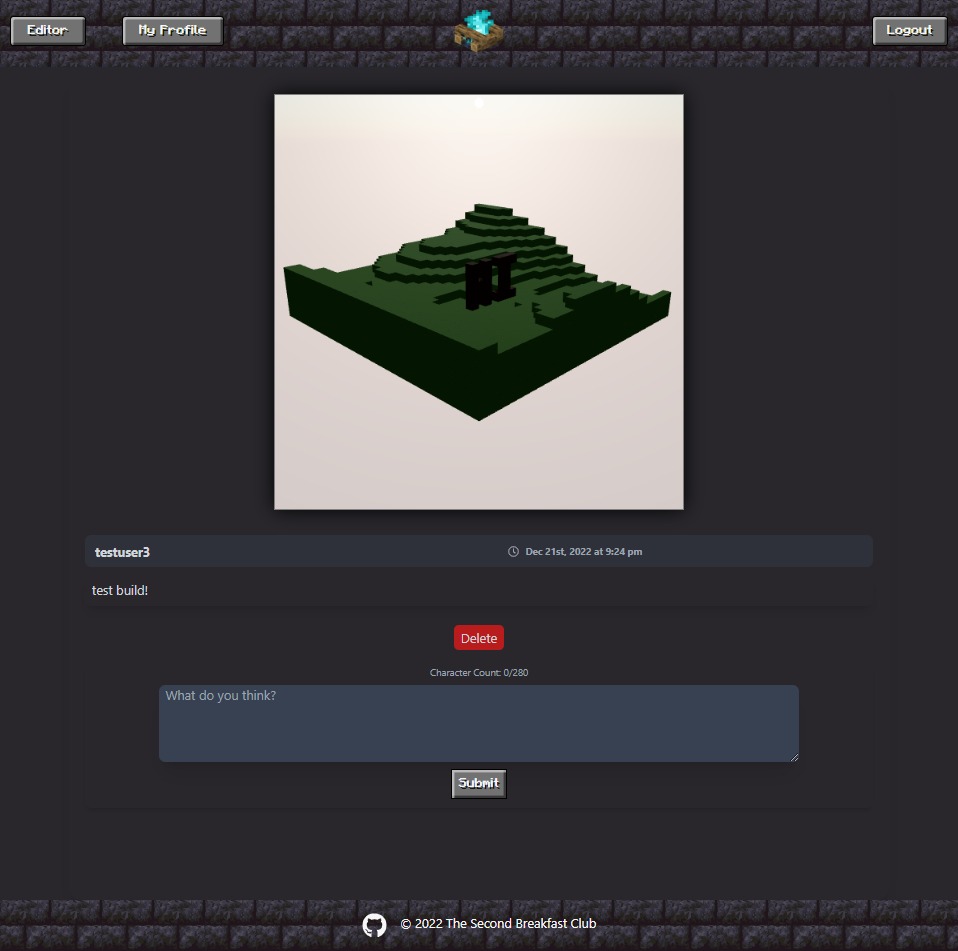 Editor
My Profile
Logout
testuser3
Dec 21st, 2022 at 9:24 pm
test build!
Delete
Character Count: 0/280
What do you think?
Submit
© 2022 The Second Breakfast Club